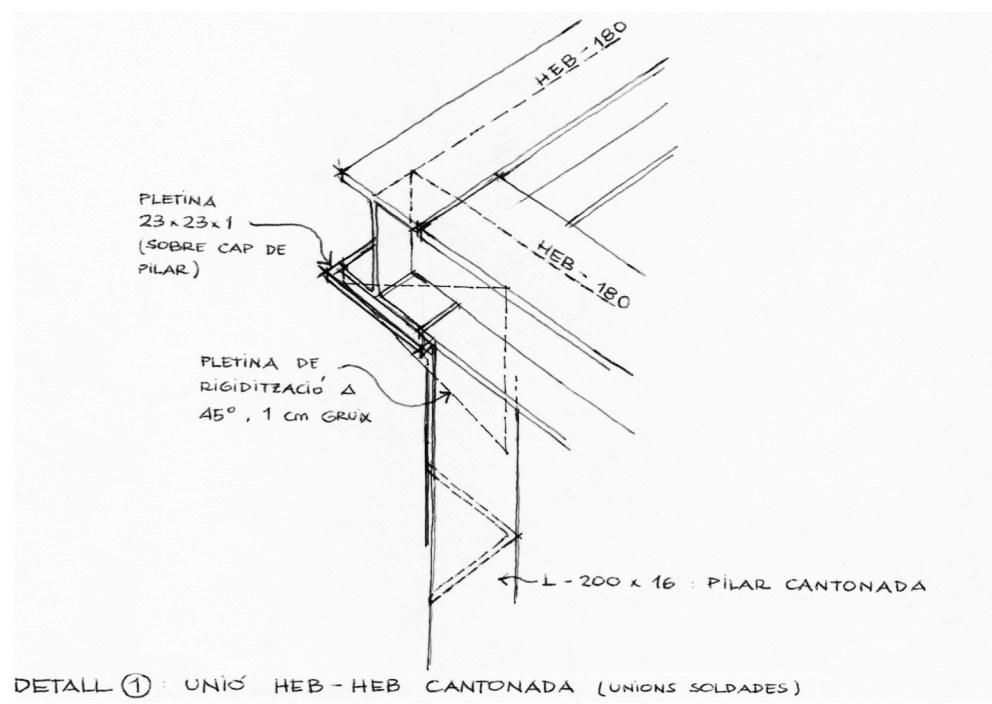 HEB-180
PLETINA
23x23x1
(SOBRE CAP DE
PILAR)
HEB-180
PLETINA DE
RIGIDITZACIÓ A
45º, 1 cm GRUIX
L-200 x 16 : PILAR CANTONADA
DETALL 1 : UNIÓ HEB-HEB CANTONADA (UNIONS SOLDADES)